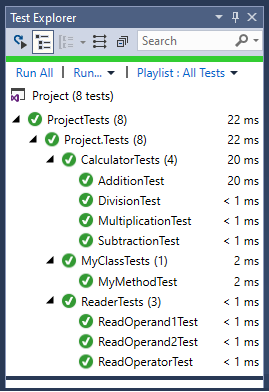 Test Explorer
Search
Run All | Run... | Playlist : All Tests
Project (8 tests)
ProjectTests (8) 22 ms
Project.Tests (8) 22 ms
CalculatorTests (4) 20 ms
AdditionTest 20 ms
DivisionTest < 1 ms
MultiplicationTest < 1 ms
SubtractionTest < 1 ms
MyClassTests (1) 2 ms
MyMethodTest 2 ms
ReaderTests (3) < 1 ms
ReadOperand1Test < 1 ms
ReadOperand2Test < 1 ms
ReadOperatorTest < 1 ms